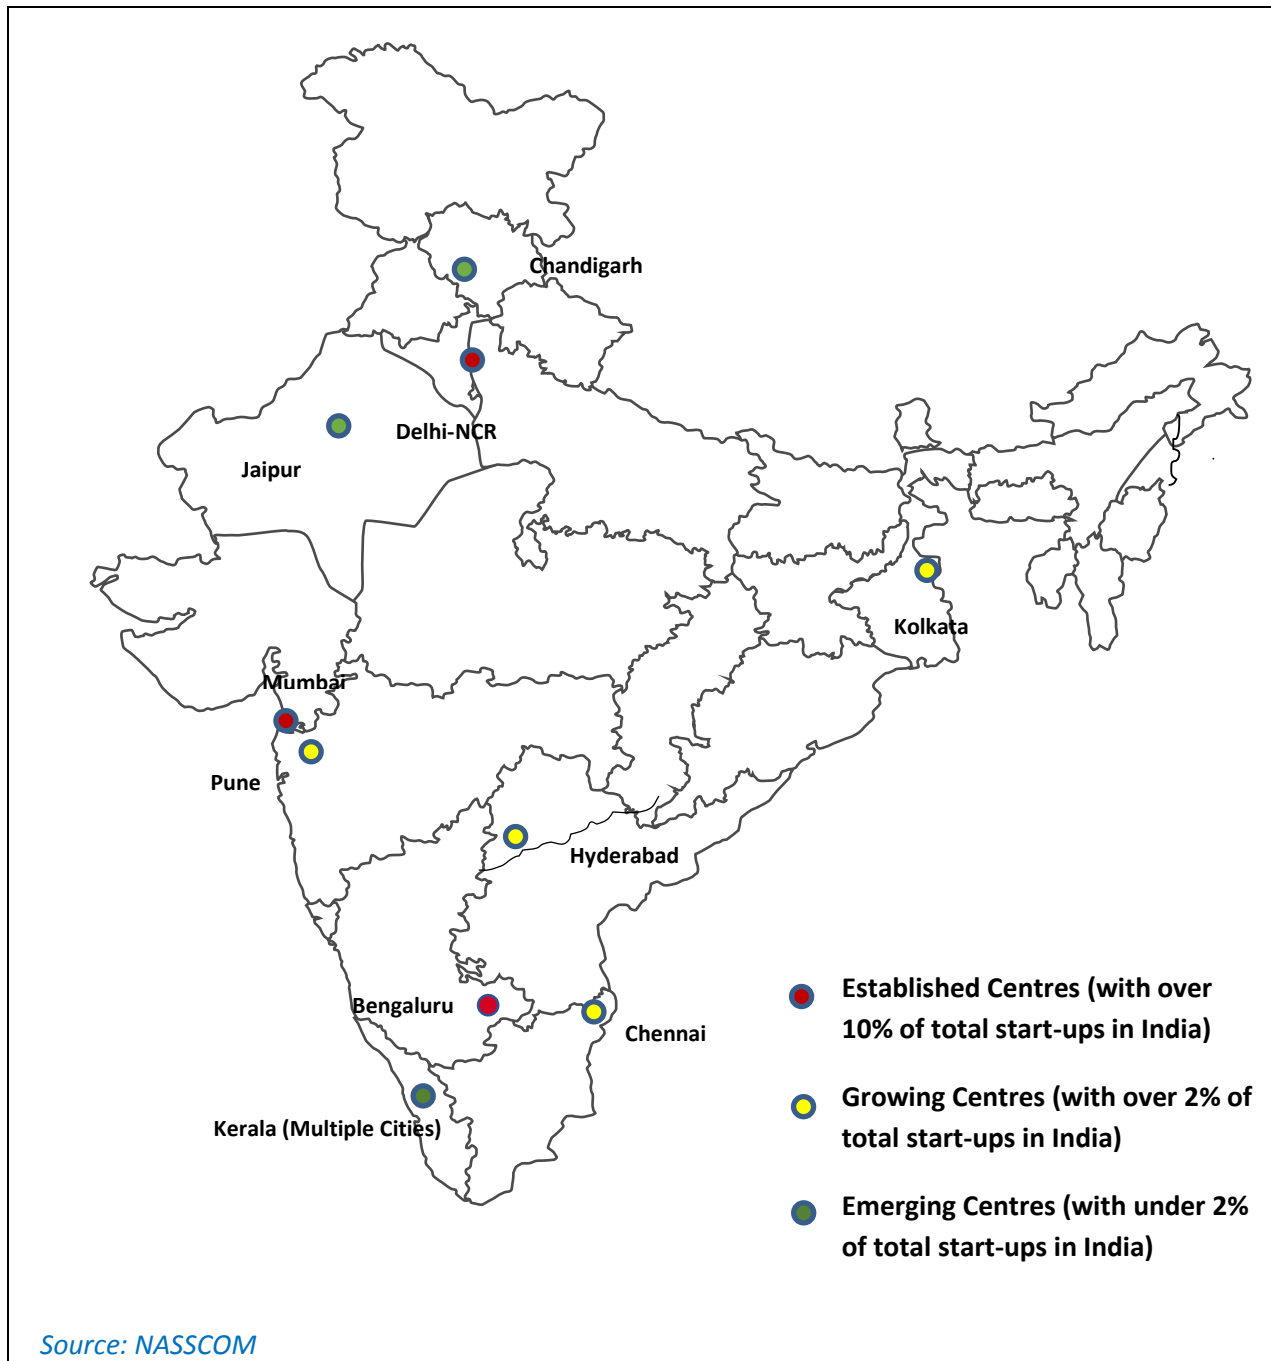 Chandigarh
Delhi-NCR
Jaipur
Kolkata
Mumbai
Pune
Hyderabad
Bengaluru
Chennai
Kerala (Multiple Cities)
Established Centres (with over
10% of total start-ups in India)
Growing Centres (with over 2% of
total start-ups in India)
Emerging Centres (with under 2%
of total start-ups in India)
Source: NASSCOM